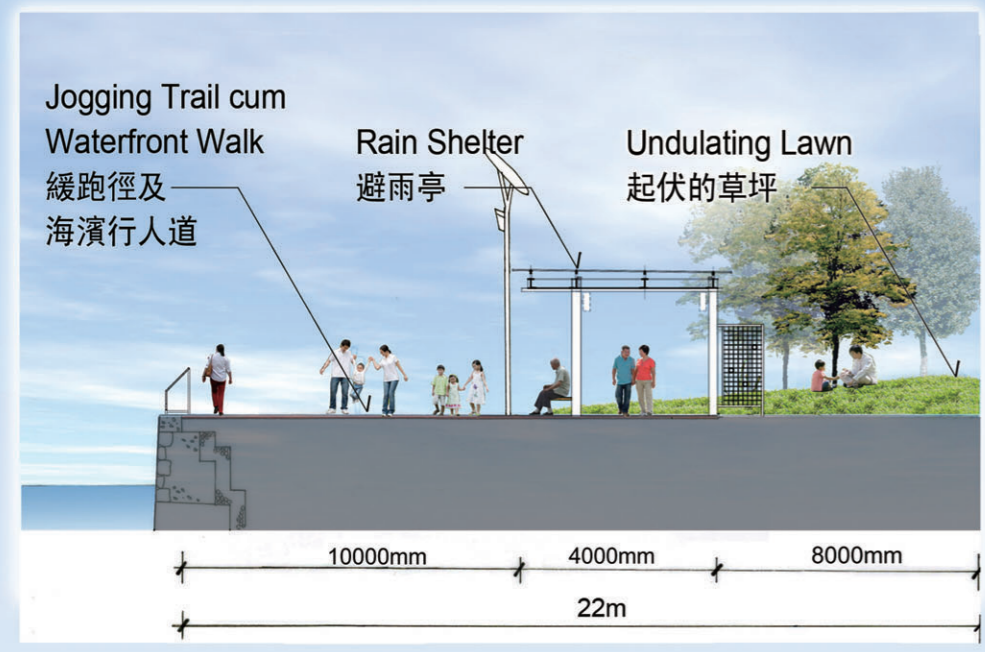 Jogging Trail cum
Waterfront Walk
緩跑徑及
海濱行人道
Rain Shelter
避雨亭
Undulating Lawn
起伏的草坪
10000mm
4000mm
8000mm
22m